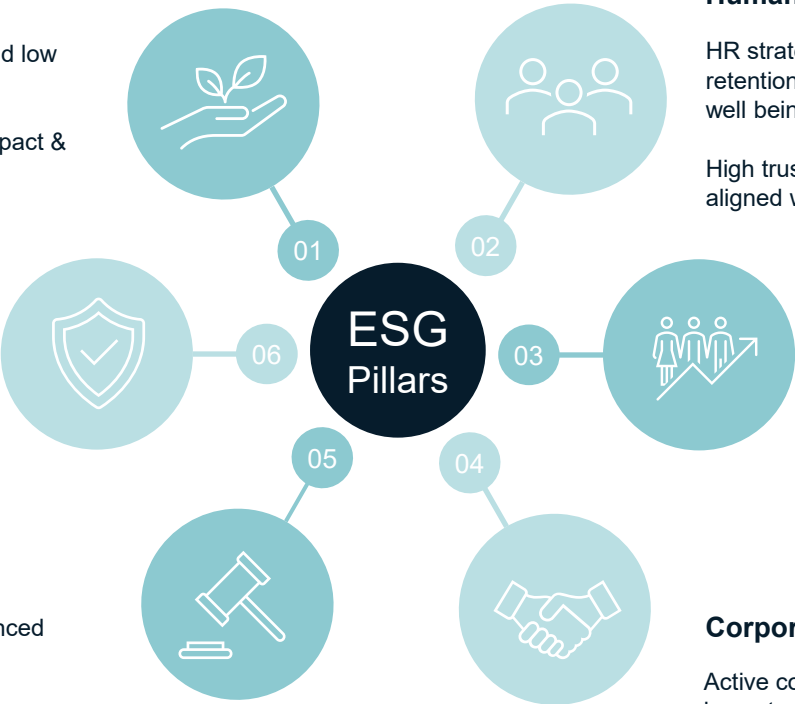 d low
pact &
HR strat
retention
well bein
High trus
aligned w
01
02
06
ESG
Pillars
03
05
04
nced
Corpor
Active co